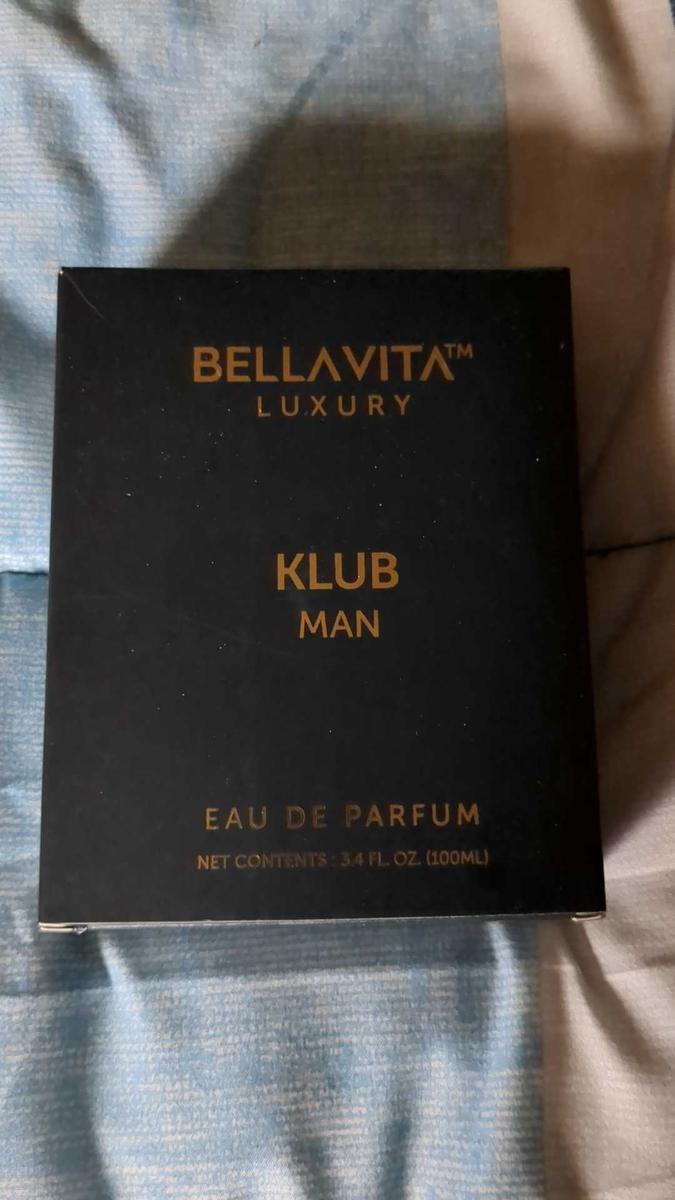 BELLAVITA™
LUXURY
KLUB
MAN
EAU DE PARFUM
NET CONTENTS : 3.4 FL. OZ. (100ML)